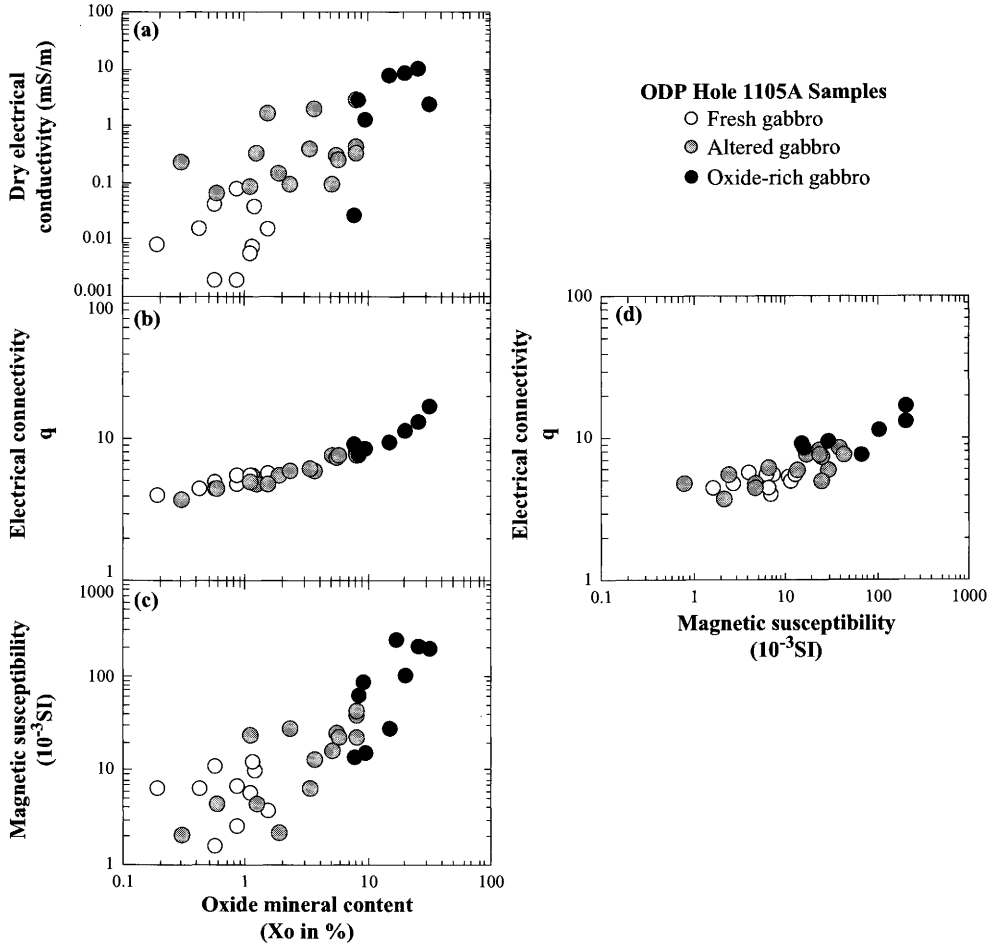 (a)
100
10
1
0.1
0.01
0.001
Dry electrical
conductivity (mS/m)
ODP Hole 1105A Samples
Fresh gabbro
Altered gabbro
Oxide-rich gabbro
(b)
100
10
1
Electrical connectivity
q
(d)
100
10
1
Electrical connectivity
q
0.1
1
10
100
1000
Magnetic susceptibility
(10⁻³SI)
(c)
1000
100
10
1
Magnetic susceptibility
(10⁻³SI)
0.1
1
10
100
Oxide mineral content
(Xo in %)